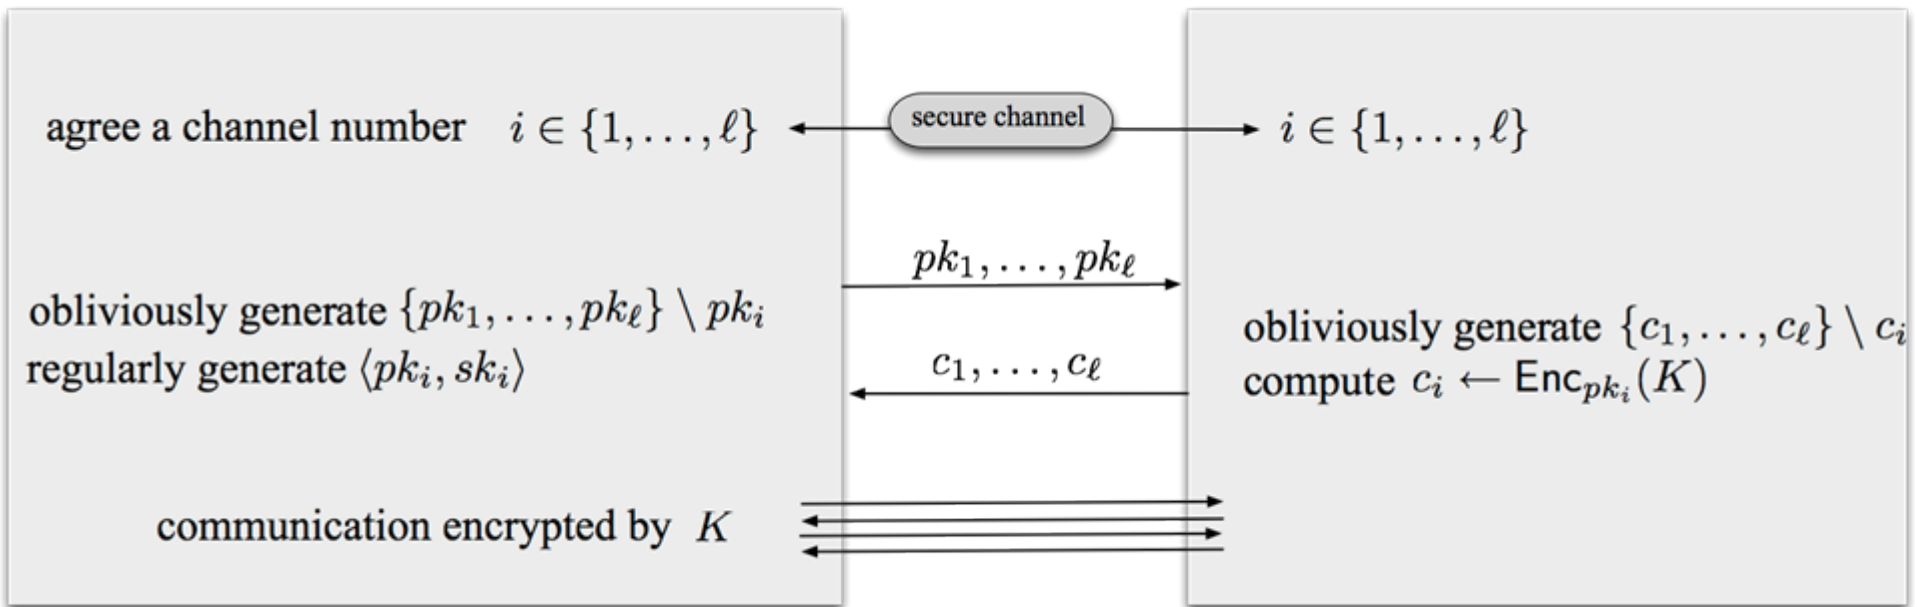 agree a channel number i ∈ {1, . . . , ℓ}
secure channel
i ∈ {1, . . . , ℓ}
pk₁, . . . , pkℓ
obliviously generate {pk₁, . . . , pkℓ} \ pkᵢ
regularly generate ⟨pkᵢ, skᵢ⟩
c₁, . . . , cℓ
obliviously generate {c₁, . . . , cℓ} \ cᵢ
compute cᵢ ← Enc_pkᵢ(K)
communication encrypted by K